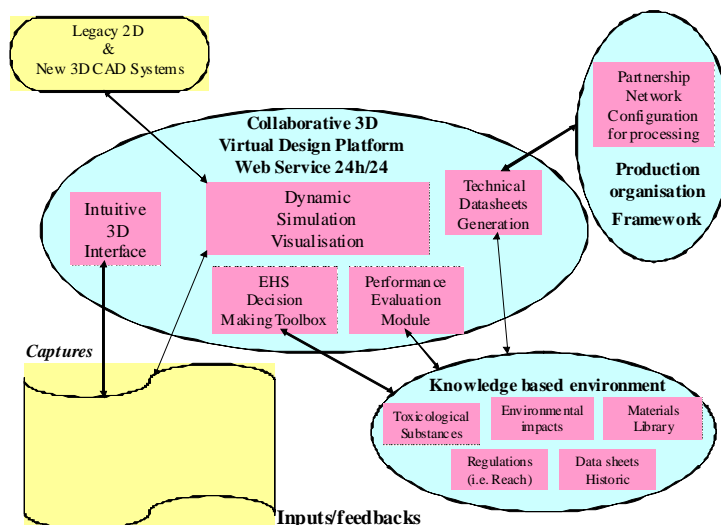 Legacy 2D
&
New 3D CAD Systems
Collaborative 3D
Virtual Design Platform
Web Service 24h/24
Intuitive
3D
Interface
Dynamic
Simulation
Visualisation
Technical
Datasheets
Generation
EHS
Decision
Making Toolbox
Performance
Evaluation
Module
Partnership
Network
Configuration
for processing
Production
organisation
Framework
Captures
Knowledge based environment
Toxicological
Substances
Environmental
impacts
Materials
Library
Regulations
(i.e. Reach)
Data sheets
Historic
Inputs/feedbacks